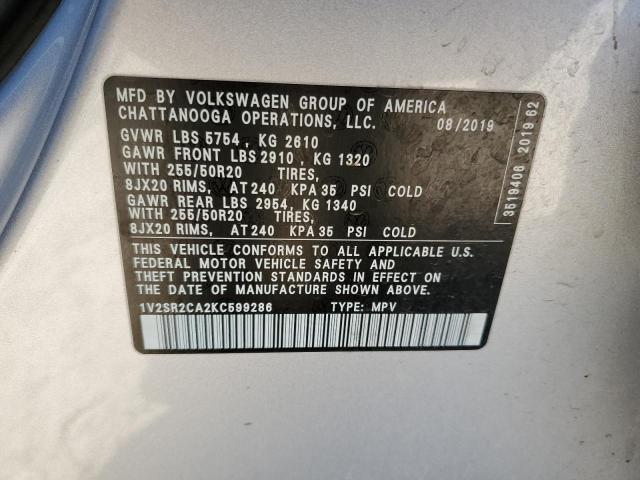 MFD BY VOLKSWAGEN GROUP OF AMERICA
CHATTANOOGA OPERATIONS, LLC. 08/2019
GVWR LBS 5754 , KG 2610
GAWR FRONT LBS 2910 , KG 1320
WITH 255/50R20 TIRES,
8JX20 RIMS, AT 240 KPA 35 PSI COLD
GAWR REAR LBS 2954, KG 1340
WITH 255/50R20 TIRES,
8JX20 RIMS, AT 240 KPA 35 PSI COLD
THIS VEHICLE CONFORMS TO ALL APPLICABLE U.S.
FEDERAL MOTOR VEHICLE SAFETY AND
THEFT PREVENTION STANDARDS IN EFFECT ON
THE DATE OF MANUFACTURE SHOWN ABOVE
1V2SR2CA2KC599286 TYPE: MPV
3519406 2019 62